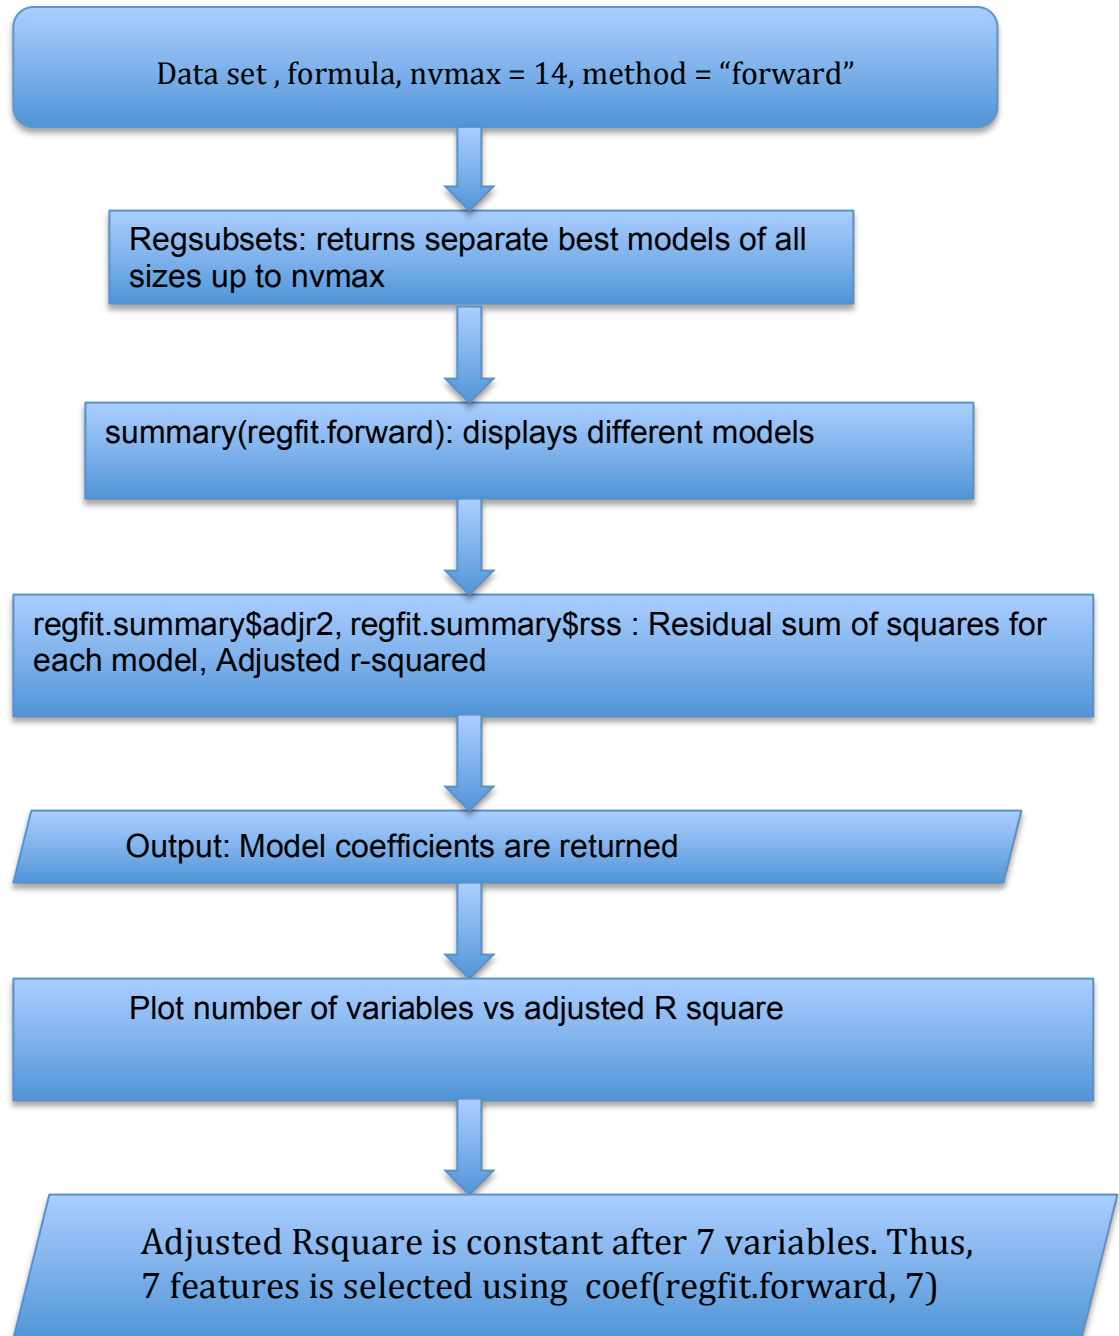 Data set , formula, nvmax = 14, method = “forward”
Regsubsets: returns separate best models of all
sizes up to nvmax
summary(regfit.forward): displays different models
regfit.summary$adjr2, regfit.summary$rss : Residual sum of squares for
each model, Adjusted r-squared
Output: Model coefficients are returned
Plot number of variables vs adjusted R square
Adjusted Rsquare is constant after 7 variables. Thus,
7 features is selected using  coef(regfit.forward, 7)